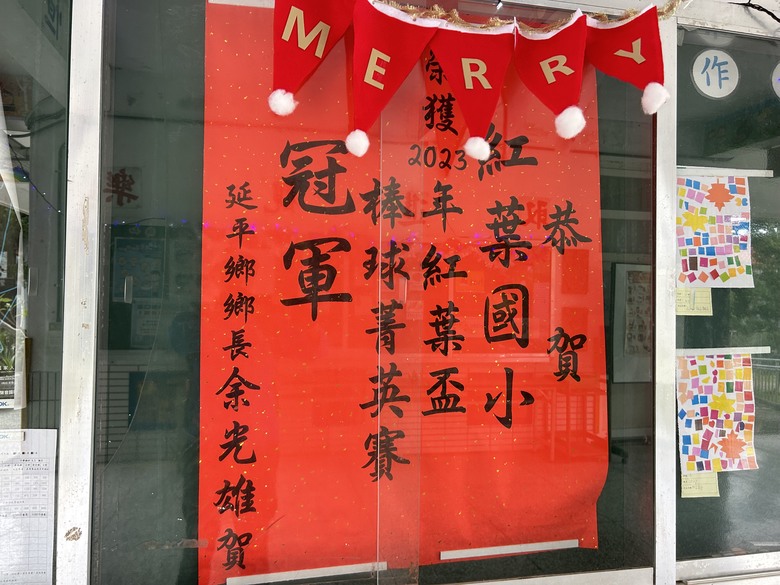 MERRY
恭賀
紅葉國小
榮獲2023年紅葉盃
棒球菁英賽
冠軍
延平鄉鄉長余光雄賀
樂
作